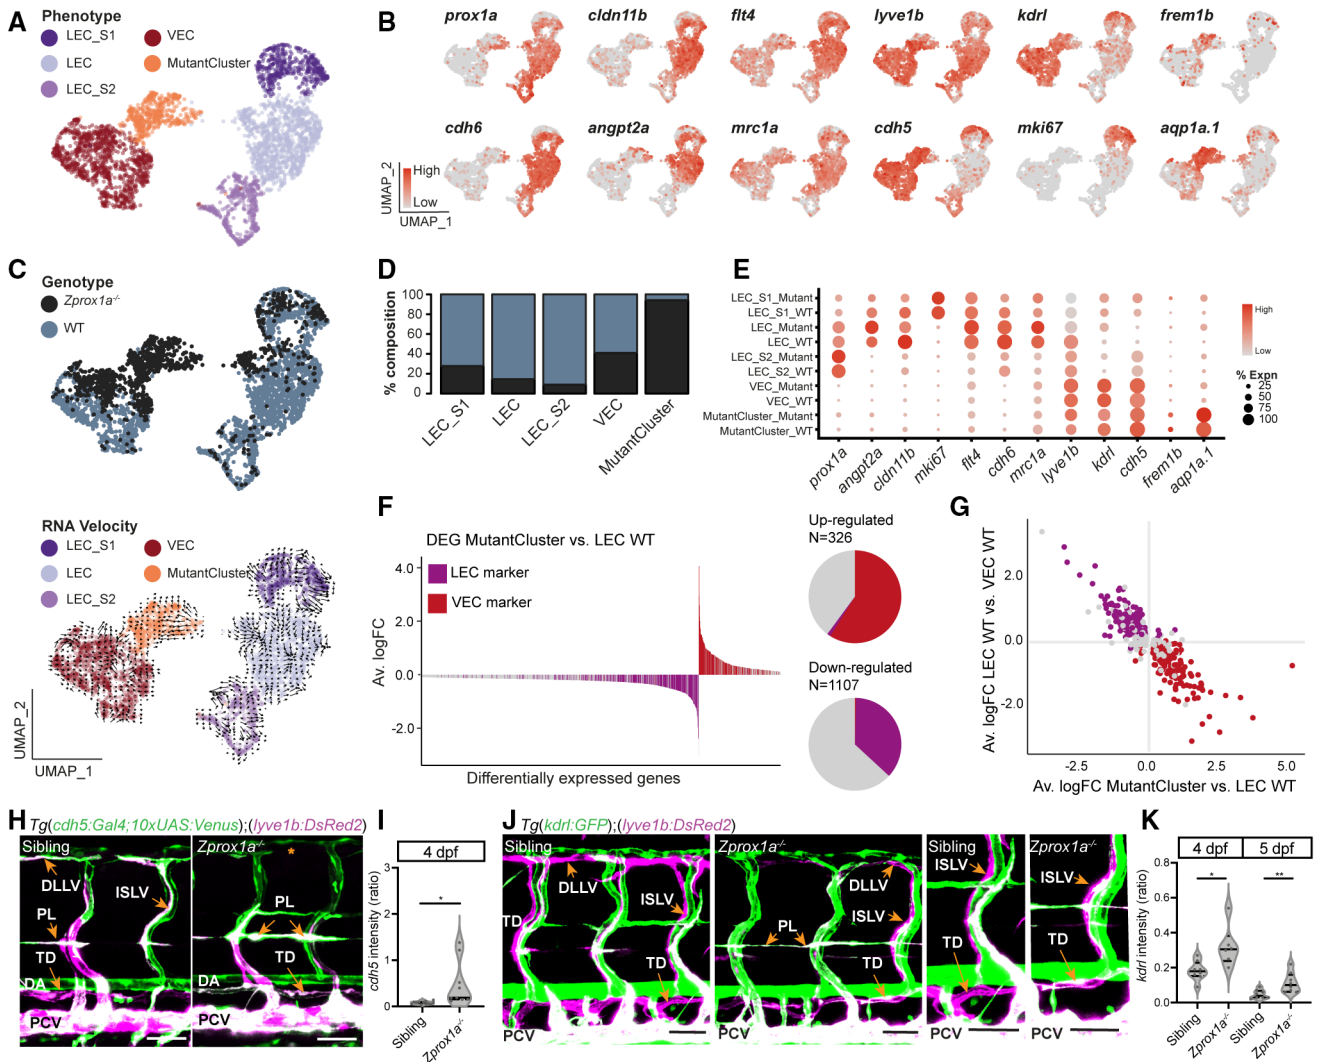 A
Phenotype
LEC_S1
VEC
LEC
MutantCluster
LEC_S2
B
prox1a
cldn11b
flt4
lyve1b
kdrl
frem1b
cdh6
angpt2a
mrc1a
cdh5
mki67
aqp1a.1
High
Low
UMAP_2
UMAP_1
C
Genotype
Zprox1a-/-
WT
RNA Velocity
LEC_S1
VEC
LEC
MutantCluster
LEC_S2
UMAP_2
UMAP_1
D
% composition
100
80
60
40
20
0
LEC_S1
LEC
LEC_S2
VEC
MutantCluster
E
LEC_S1_Mutant
LEC_S1_WT
LEC_Mutant
LEC_WT
LEC_S2_Mutant
LEC_S2_WT
VEC_Mutant
VEC_WT
MutantCluster_Mutant
MutantCluster_WT
prox1a
angpt2a
cldn11b
mki67
flt4
cdh6
mrc1a
lyve1b
kdrl
cdh5
frem1b
aqp1a.1
High
Low
% Expn
25
50
75
100
F
DEG MutantCluster vs. LEC WT
LEC marker
VEC marker
Av. logFC
4.0
2.0
0.0
-2.0
Differentially expressed genes
Up-regulated
N=326
Down-regulated
N=1107
G
Av. logFC LEC WT vs. VEC WT
2.0
0.0
-2.0
-2.5
0.0
2.5
5.0
Av. logFC MutantCluster vs. LEC WT
H
Tg(cdh5:Gal4;10xUAS:Venus);(lyve1b:DsRed2)
Sibling
DLLV
ISLV
PL
TD
DA
PCV
Zprox1a-/-
*
PL
TD
I
4 dpf
cdh5 intensity (ratio)
3
2
1
0
*
Sibling
Zprox1a-/-
J
Tg(kdrl:GFP);(lyve1b:DsRed2)
Sibling
DLLV
ISLV
TD
TD
PCV
Zprox1a-/-
DLLV
ISLV
PL
TD
PCV
Sibling
ISLV
TD
PCV
Zprox1a-/-
ISLV
TD
PCV
K
4 dpf
5 dpf
kdrl intensity (ratio)
0.8
0.6
0.4
0.2
0.0
*
**
Sibling
Zprox1a-/-
Sibling
Zprox1a-/-